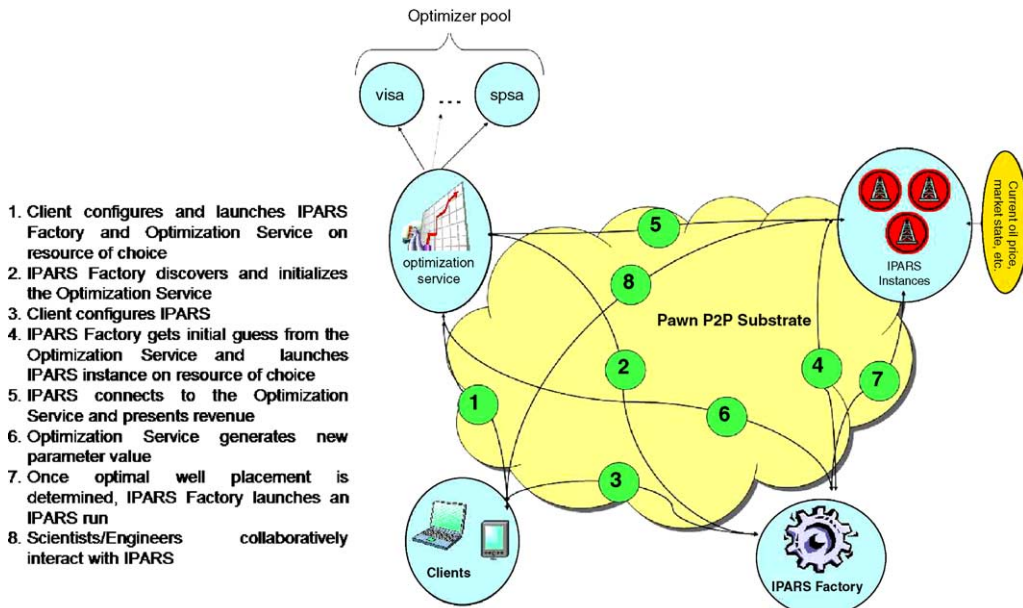 Optimizer pool
visa
...
spsa
1. Client configures and launches IPARS
Factory and Optimization Service on
resource of choice
2. IPARS Factory discovers and initializes
the Optimization Service
3. Client configures IPARS
4. IPARS Factory gets initial guess from the
Optimization Service and launches
IPARS instance on resource of choice
5. IPARS connects to the Optimization
Service and presents revenue
6. Optimization Service generates new
parameter value
7. Once optimal well placement is
determined, IPARS Factory launches an
IPARS run
8. Scientists/Engineers collaboratively
interact with IPARS
optimization
service
IPARS
Instances
Current oil price,
market state, etc.
5
8
Pawn P2P Substrate
2
4
7
1
6
3
Clients
IPARS Factory